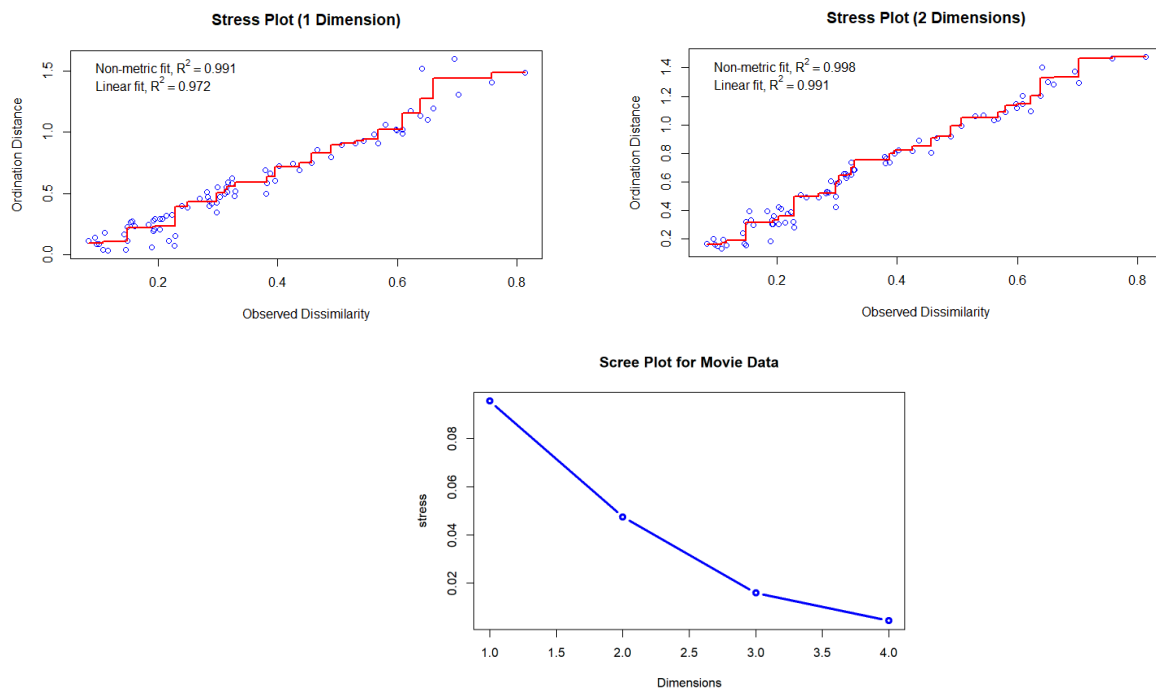 Stress Plot (1 Dimension)
Non-metric fit, R² = 0.991
Linear fit, R² = 0.972
Ordination Distance
1.5
1.0
0.5
0.0
0.2 0.4 0.6 0.8
Observed Dissimilarity
Stress Plot (2 Dimensions)
Non-metric fit, R² = 0.998
Linear fit, R² = 0.991
Ordination Distance
1.4
1.2
1.0
0.8
0.6
0.4
0.2
0.2 0.4 0.6 0.8
Observed Dissimilarity
Scree Plot for Movie Data
stress
0.08
0.06
0.04
0.02
1.0 1.5 2.0 2.5 3.0 3.5 4.0
Dimensions